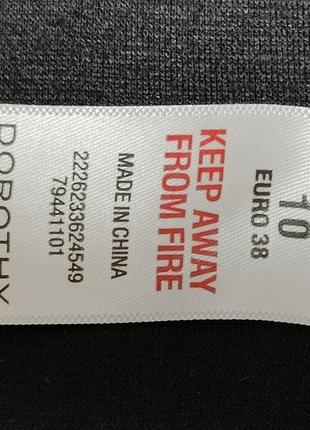 10
EURO 38
KEEP AWAY
FROM FIRE
MADE IN CHINA
2226233624549
79441101
DOROTHY